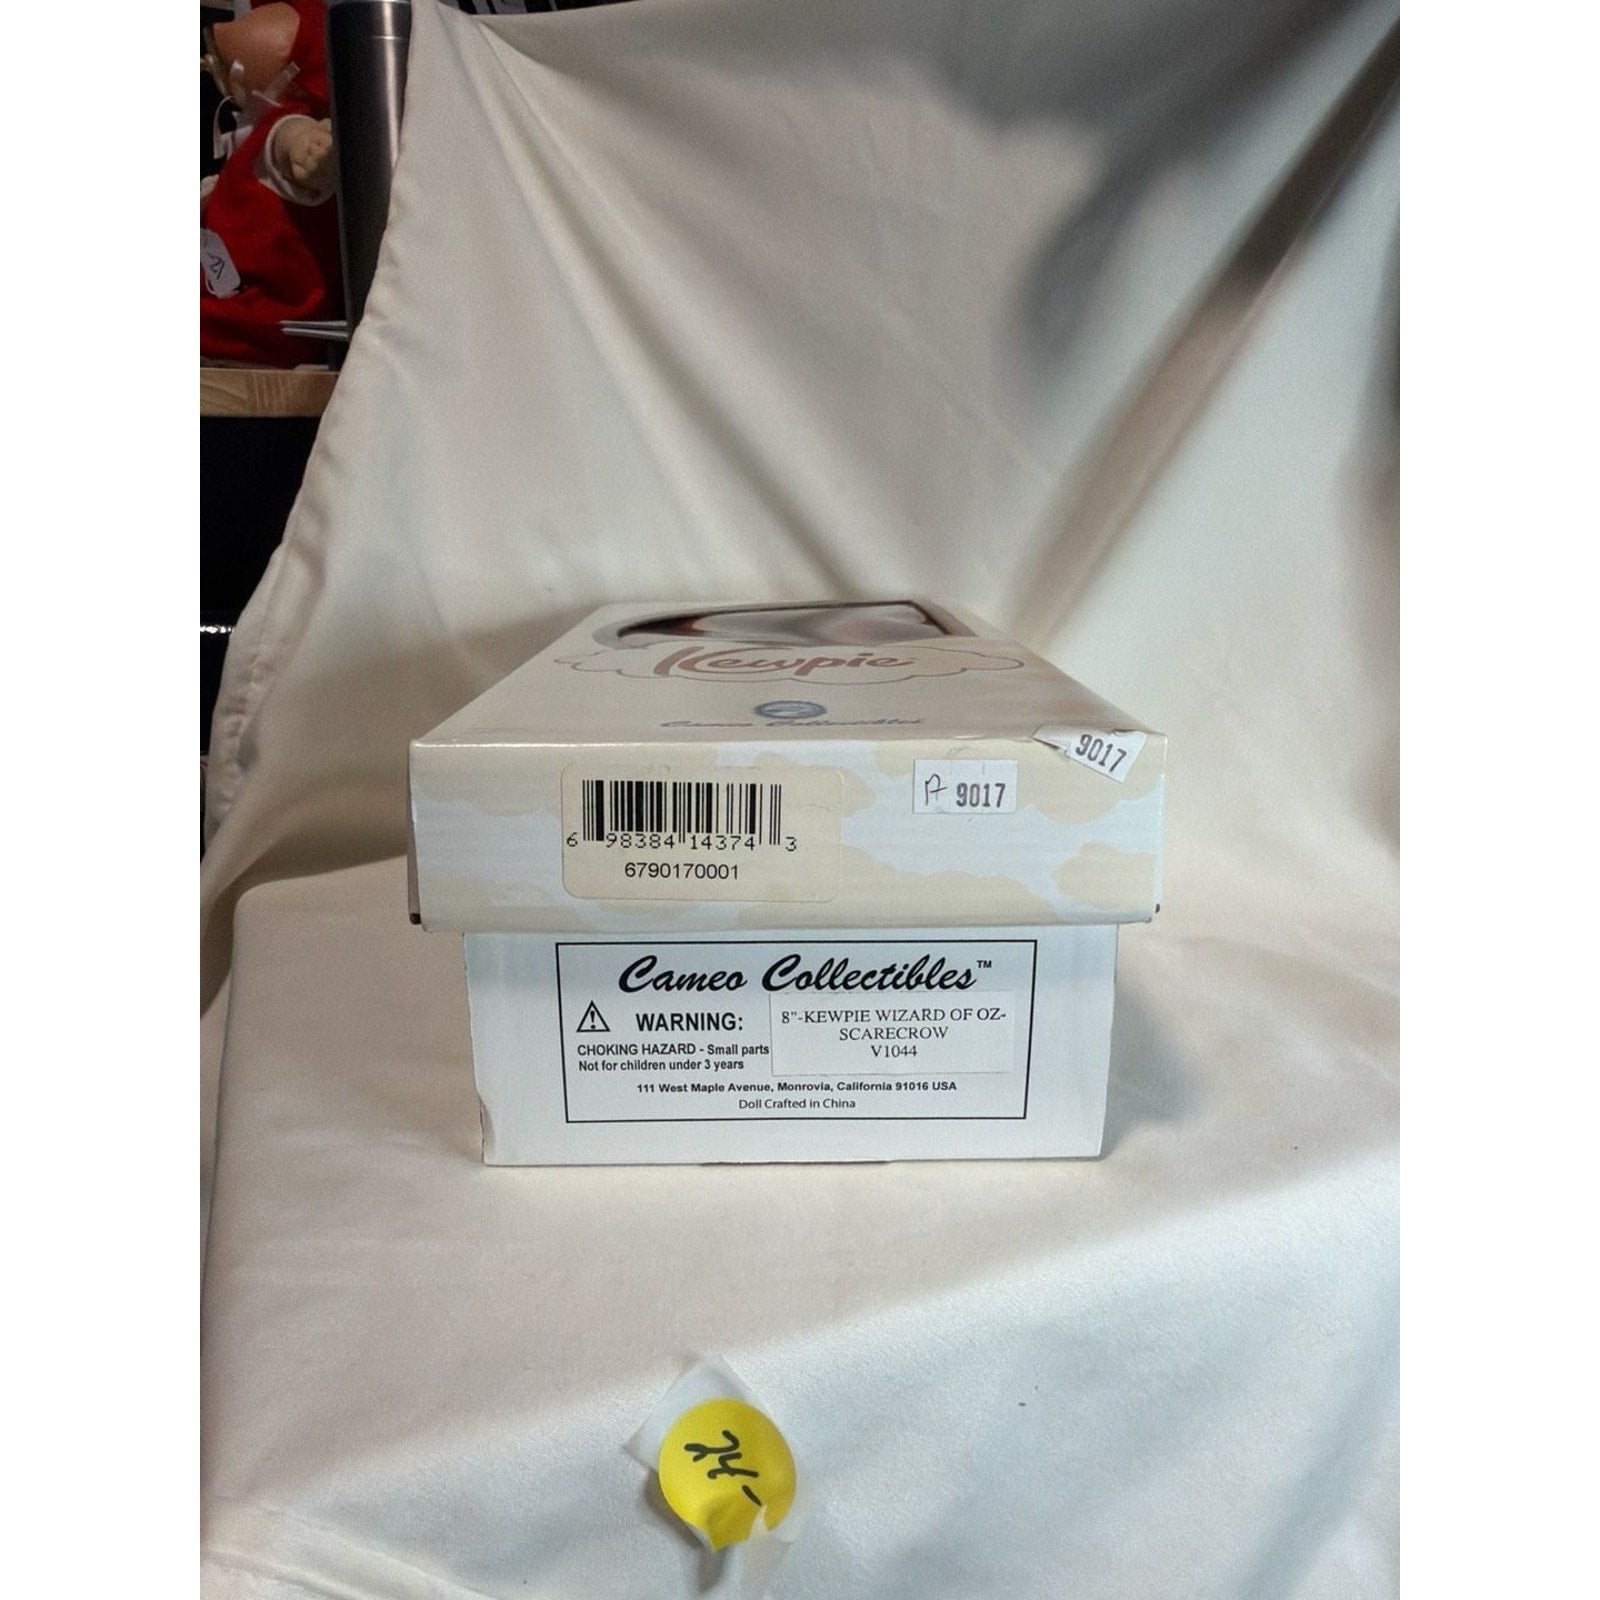 21
Kewpie
Cameo Collectibles
9017
A 9017
6 98384 14374 3
6790170001
Cameo Collectibles™
WARNING:
CHOKING HAZARD - Small parts
Not for children under 3 years
8"-KEWPIE WIZARD OF OZ-
SCARECROW
V1044
111 West Maple Avenue, Monrovia, California 91016 USA
Doll Crafted in China
24-